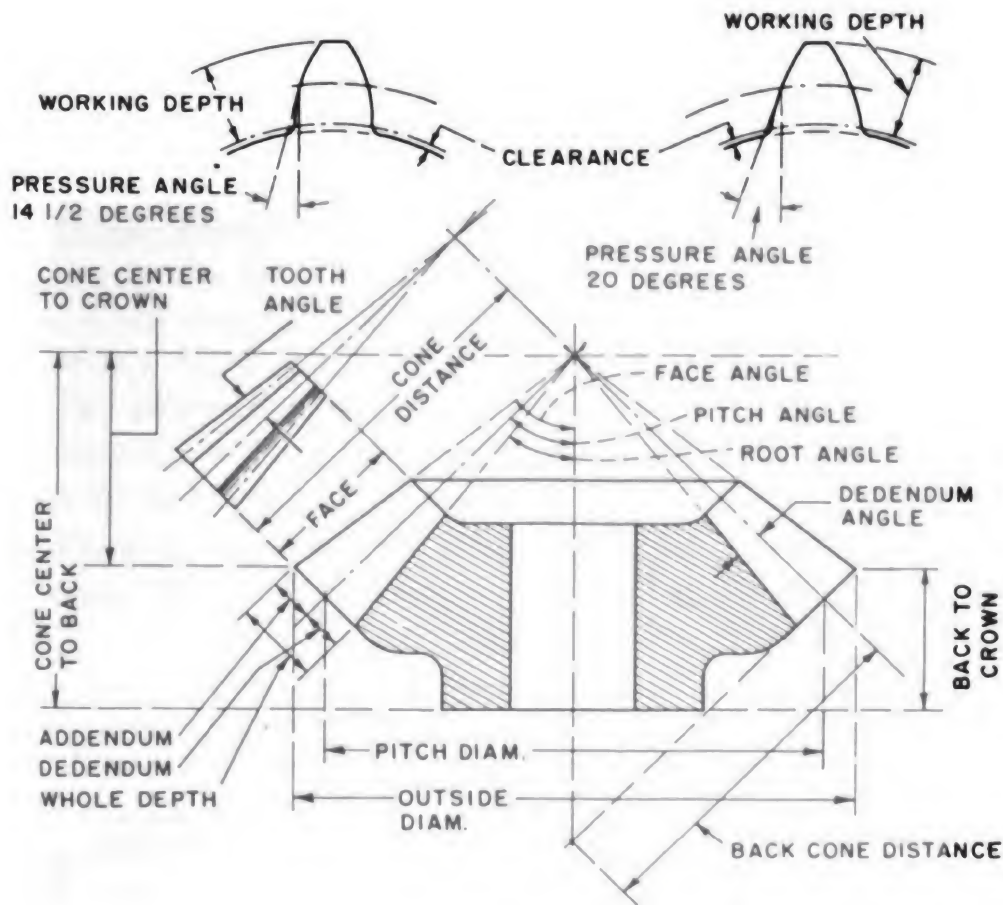 WORKING DEPTH
WORKING DEPTH
CLEARANCE
PRESSURE ANGLE
14 1/2 DEGREES
PRESSURE ANGLE
20 DEGREES
CONE CENTER
TO CROWN
TOOTH
ANGLE
CONE
DISTANCE
FACE ANGLE
PITCH ANGLE
ROOT ANGLE
FACE
DEDENDUM
ANGLE
CONE CENTER
TO BACK
BACK TO
CROWN
ADDENDUM
DEDENDUM
WHOLE DEPTH
PITCH DIAM.
OUTSIDE
DIAM.
BACK CONE DISTANCE